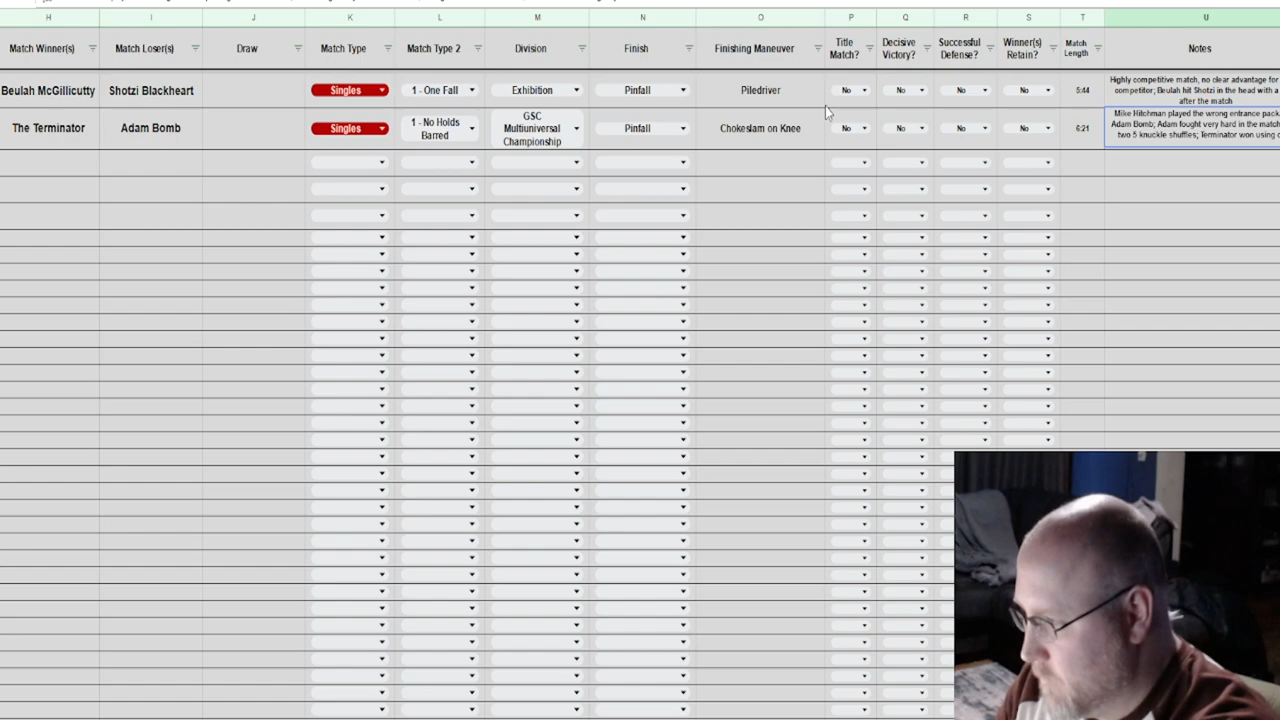 H I J K L M N O P Q R S T U
Match Winner(s) Match Loser(s) Draw Match Type Match Type 2 Division Finish Finishing Maneuver Title Match? Decisive Victory? Successful Defense? Winner(s) Retain? Match Length Notes
Beulah McGillicutty Shotzi Blackheart Singles 1 - One Fall Exhibition Pinfall Piledriver No No No No 5:44
Highly competitive match, no clear advantage for
competitor; Beulah hit Shotzi in the head with a
after the match
The Terminator Adam Bomb Singles 1 - No Holds Barred GSC Multiuniversal Championship Pinfall Chokeslam on Knee No No No No 6:21
Mike Hitchman played the wrong entrance pack
Adam Bomb; Adam fought very hard in the match
two 5 knuckle shuffles; Terminator won using